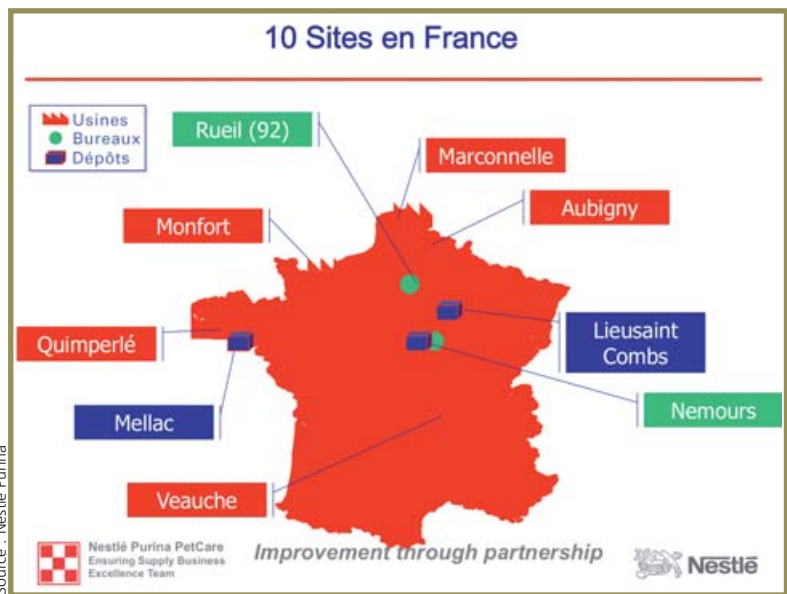 10 Sites en France
Usines
Bureaux
Dépôts
Rueil (92)
Marconnelle
Aubigny
Monfort
Quimperlé
Lieusaint
Combs
Mellac
Nemours
Veauche
Source : Nestlé Purina
Nestlé Purina PetCare
Ensuring Supply Business
Excellence Team
Improvement through partnership
Nestlé